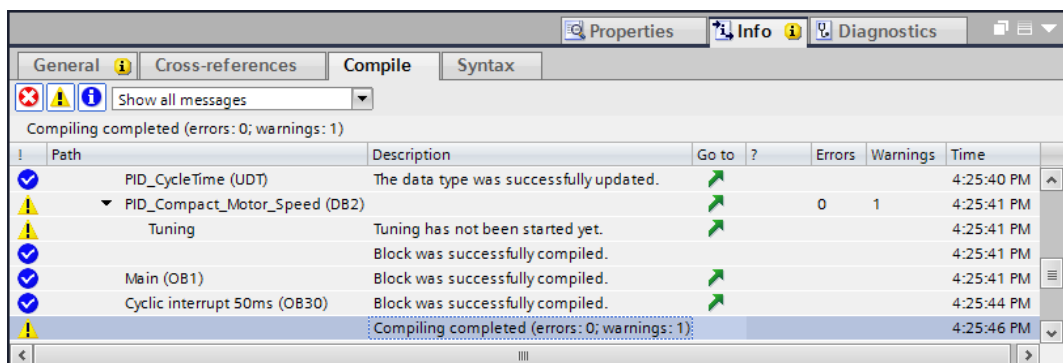 Properties Info Diagnostics
General Cross-references Compile Syntax
Show all messages
Compiling completed (errors: 0; warnings: 1)
! Path Description Go to ? Errors Warnings Time
PID_CycleTime (UDT) The data type was successfully updated. 4:25:40 PM
PID_Compact_Motor_Speed (DB2) 0 1 4:25:41 PM
Tuning Tuning has not been started yet. 4:25:41 PM
Block was successfully compiled. 4:25:41 PM
Main (OB1) Block was successfully compiled. 4:25:41 PM
Cyclic interrupt 50ms (OB30) Block was successfully compiled. 4:25:44 PM
Compiling completed (errors: 0; warnings: 1) 4:25:46 PM